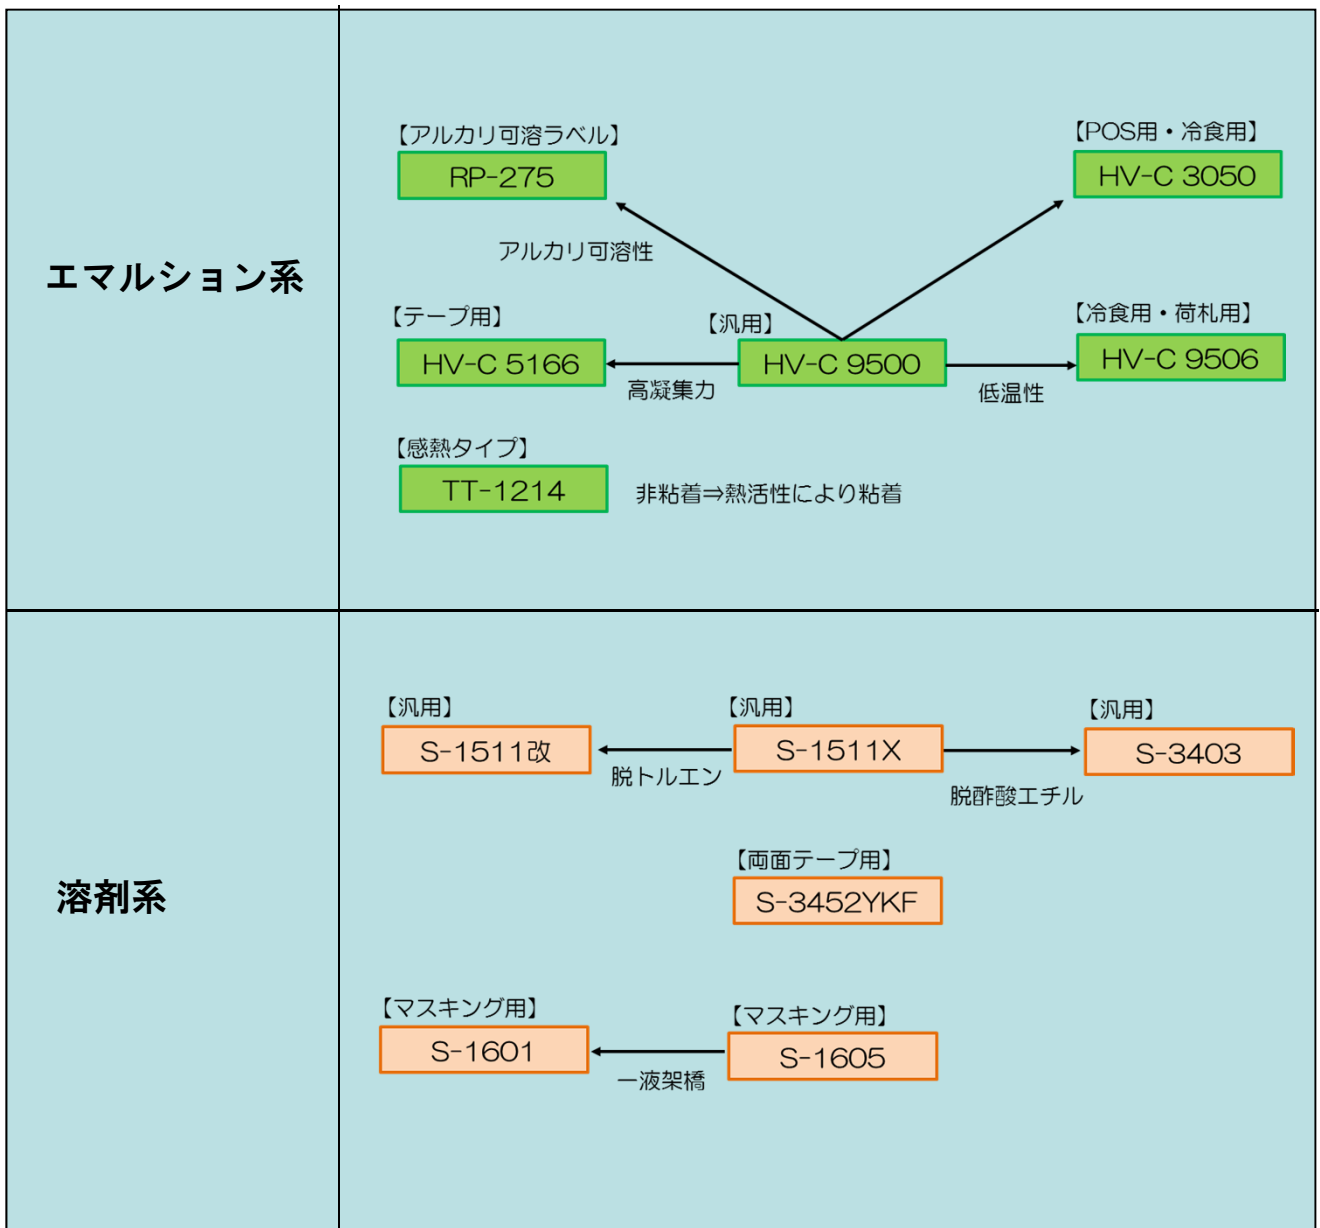 エマルション系
【アルカリ可溶ラベル】
RP-275
【POS用・冷食用】
HV-C 3050
アルカリ可溶性
【テープ用】
HV-C 5166
高凝集力
【汎用】
HV-C 9500
低温性
【冷食用・荷札用】
HV-C 9506
【感熱タイプ】
TT-1214
非粘着⇒熱活性により粘着
溶剤系
【汎用】
S-1511改
脱トルエン
【汎用】
S-1511X
脱酢酸エチル
【汎用】
S-3403
【両面テープ用】
S-3452YKF
【マスキング用】
S-1601
一液架橋
【マスキング用】
S-1605